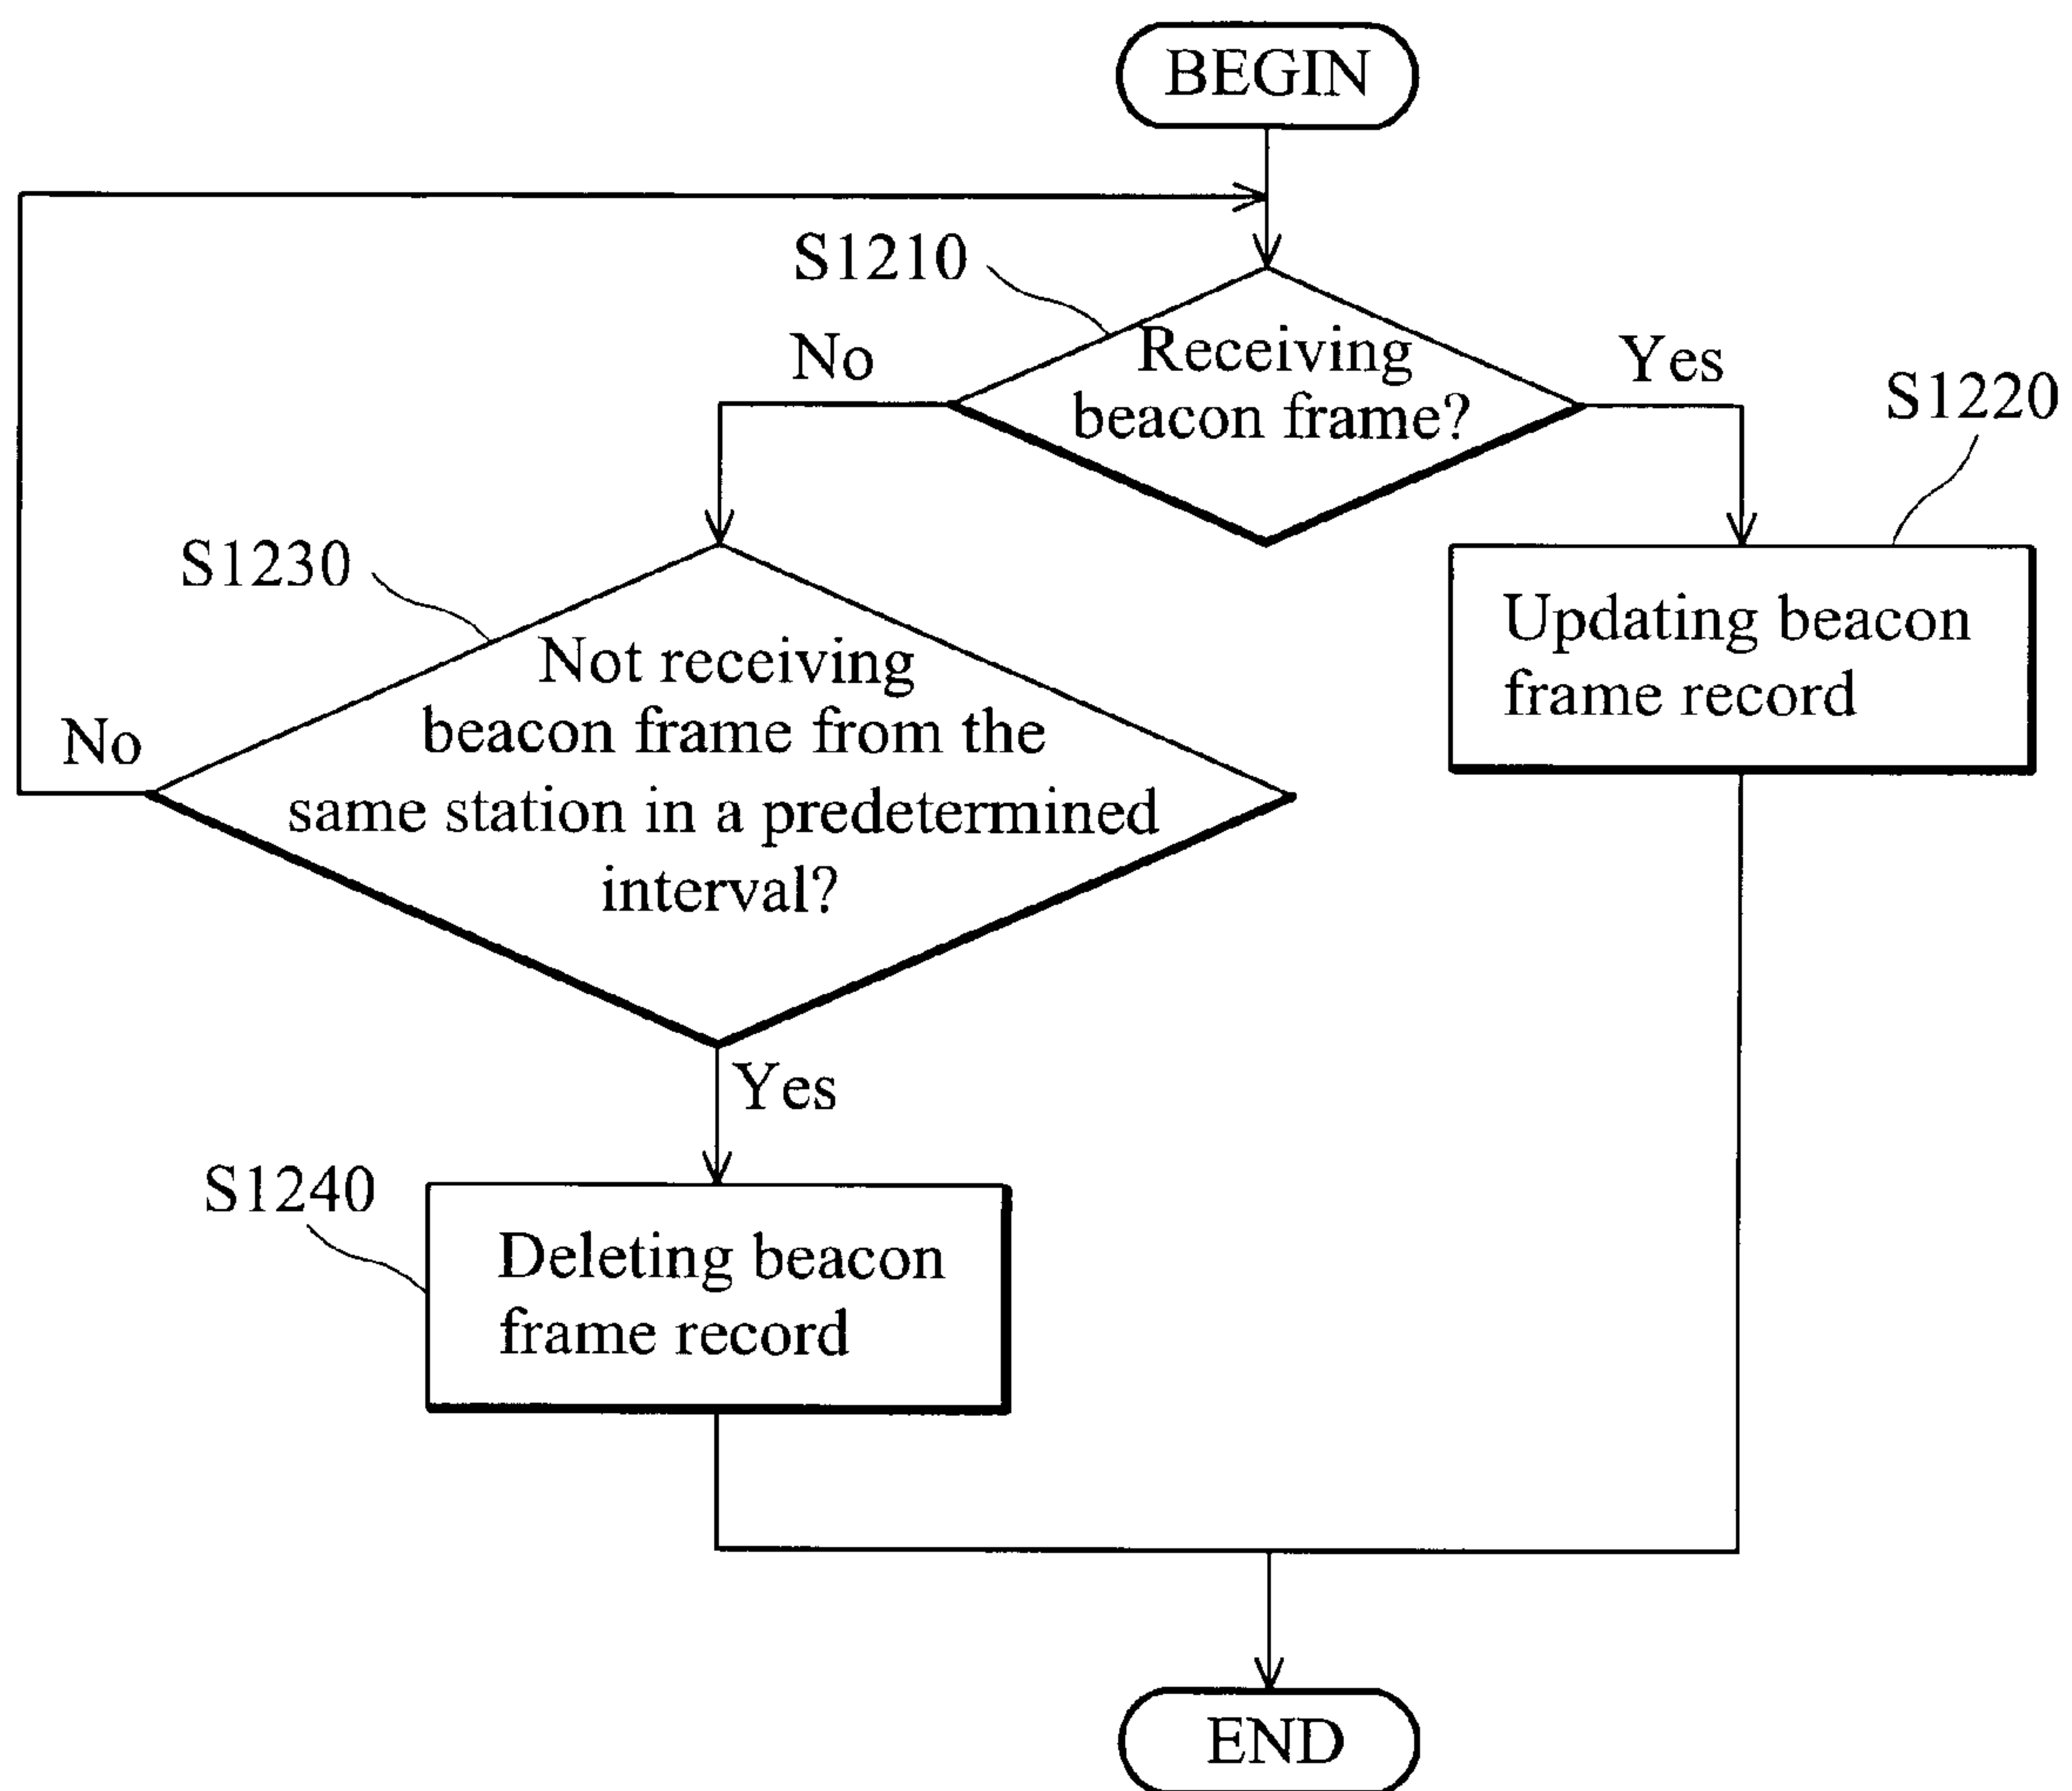 BEGIN
S1210
No
Receiving
beacon frame?
Yes
S1220
S1230
Updating beacon
frame record
No
Not receiving
beacon frame from the
same station in a predetermined
interval?
Yes
S1240
Deleting beacon
frame record
END